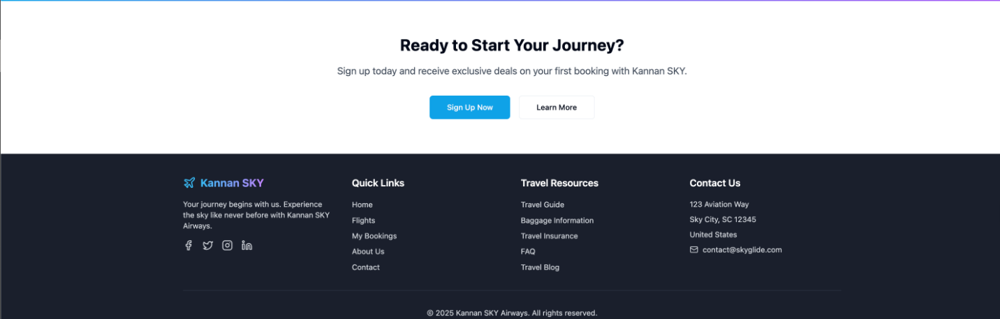 Ready to Start Your Journey?
Sign up today and receive exclusive deals on your first booking with Kannan SKY.
Sign Up Now
Learn More
Kannan SKY
Your journey begins with us. Experience
the sky like never before with Kannan SKY
Airways.
Quick Links
Home
Flights
My Bookings
About Us
Contact
Travel Resources
Travel Guide
Baggage Information
Travel Insurance
FAQ
Travel Blog
Contact Us
123 Aviation Way
Sky City, SC 12345
United States
contact@skyglide.com
© 2025 Kannan SKY Airways. All rights reserved.